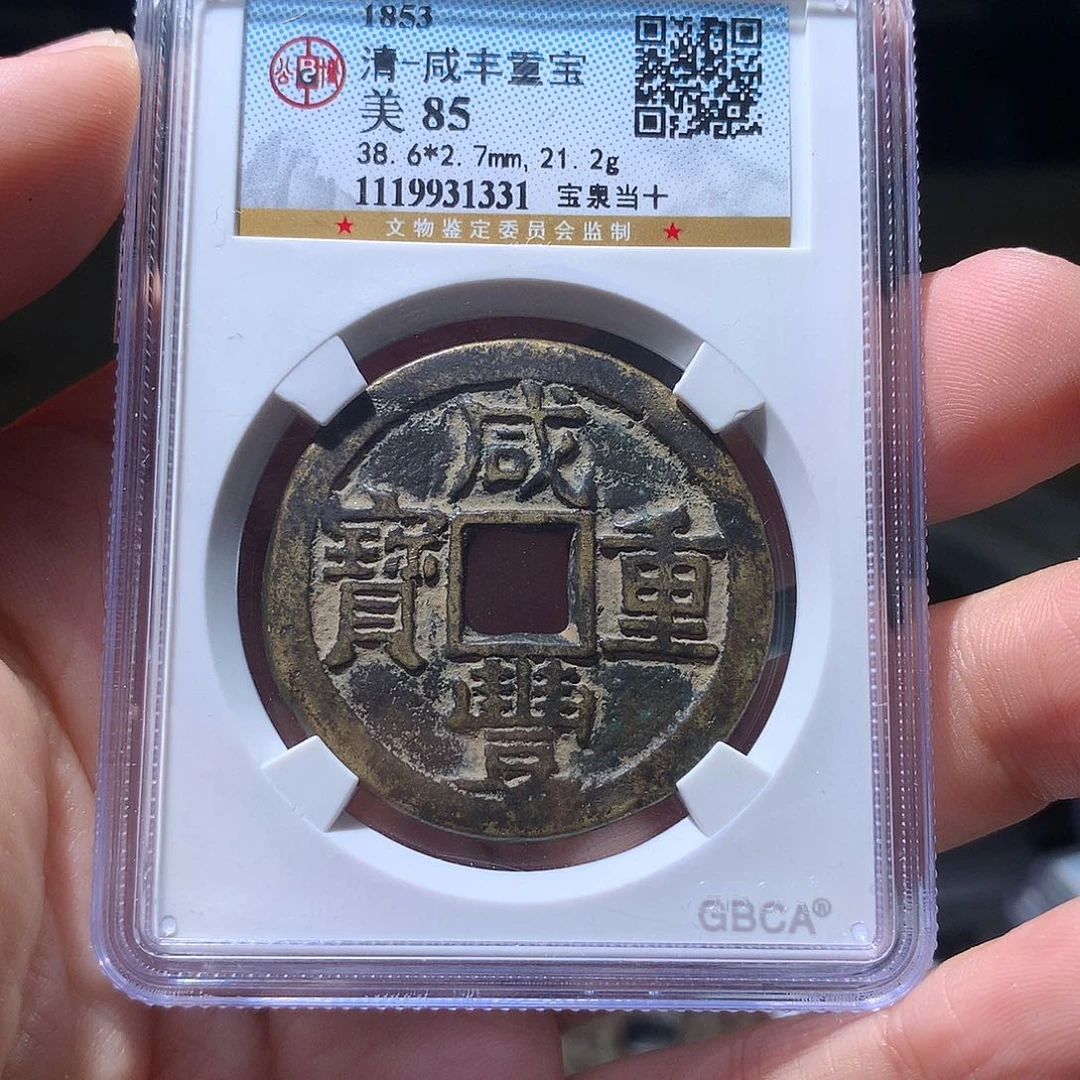 1853
清-咸丰重宝
美 85
38.6*2.7mm, 21.2g
1119931331 宝泉当十
★ 文物鉴定委员会监制 ★
咸
寶 重
豐
GBCA®